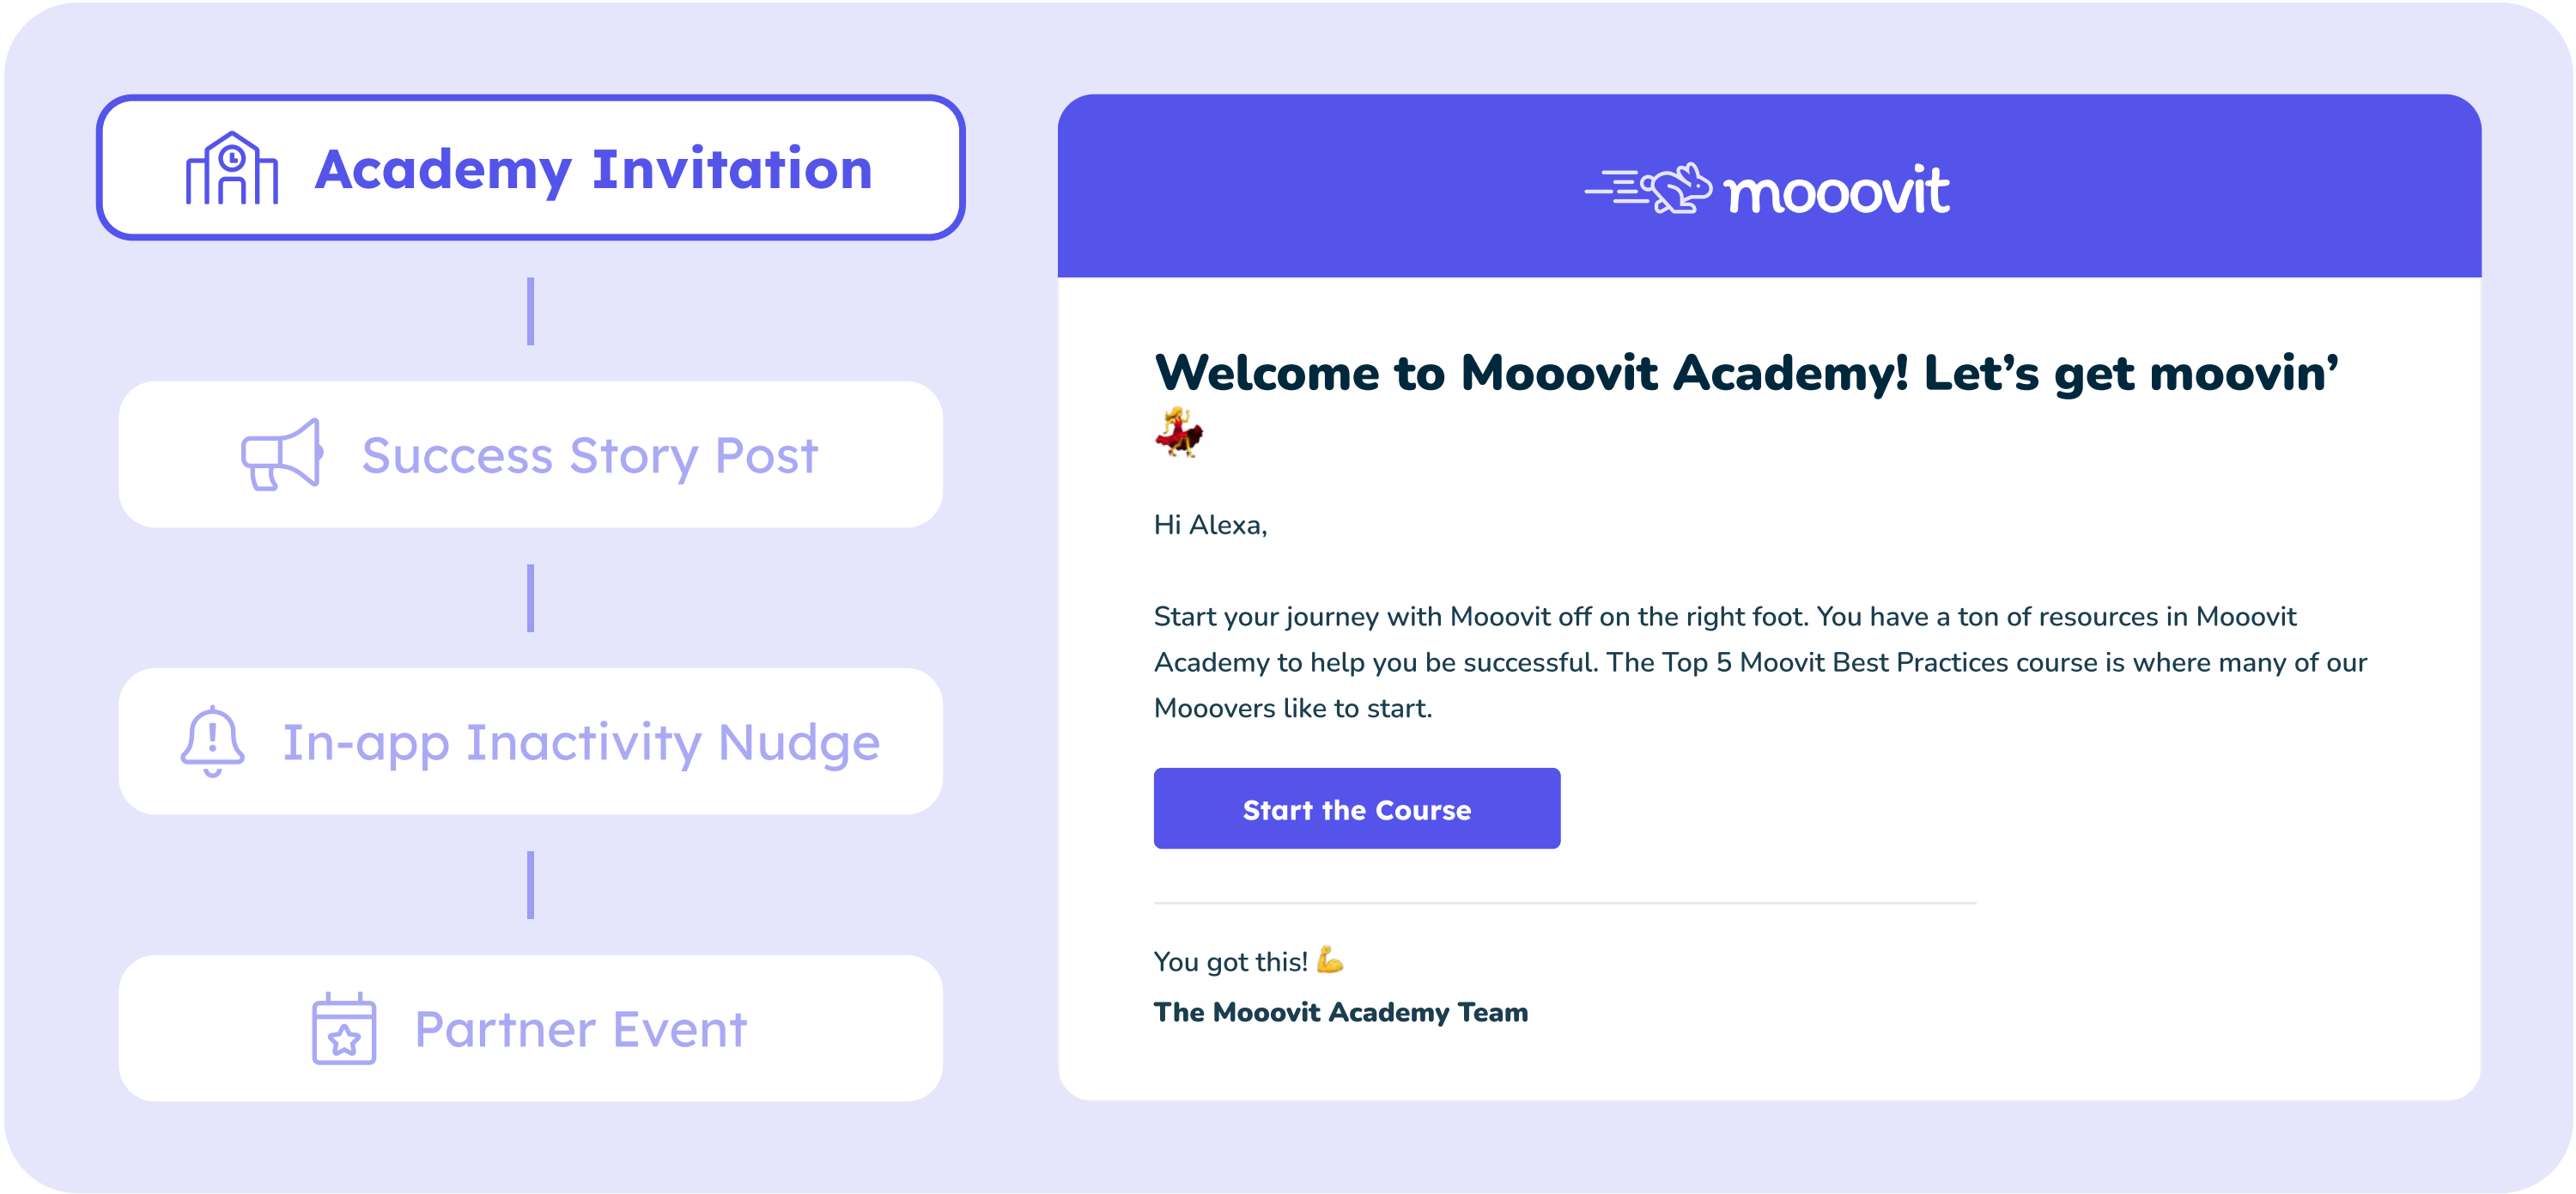 Academy Invitation
Success Story Post
In-app Inactivity Nudge
Partner Event
mooovit
Welcome to Mooovit Academy! Let’s get moovin’
💃
Hi Alexa,
Start your journey with Mooovit off on the right foot. You have a ton of resources in Mooovit
Academy to help you be successful. The Top 5 Moovit Best Practices course is where many of our
Mooovers like to start.
Start the Course
You got this! 💪
The Mooovit Academy Team